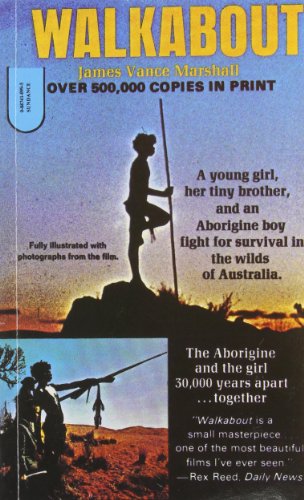 WALKABOUT
James Vance Marshall
OVER 500,000 COPIES IN PRINT
SUNDANCE
A young girl,
her tiny brother,
and an
Aborigine boy
fight for survival in
the wilds
of Australia.
Fully illustrated with
photographs from the film.
The Aborigine
and the girl
30,000 years apart
...together
"Walkabout is a
small masterpiece...
one of the most beautiful
films I've ever seen."
—Rex Reed, Daily News